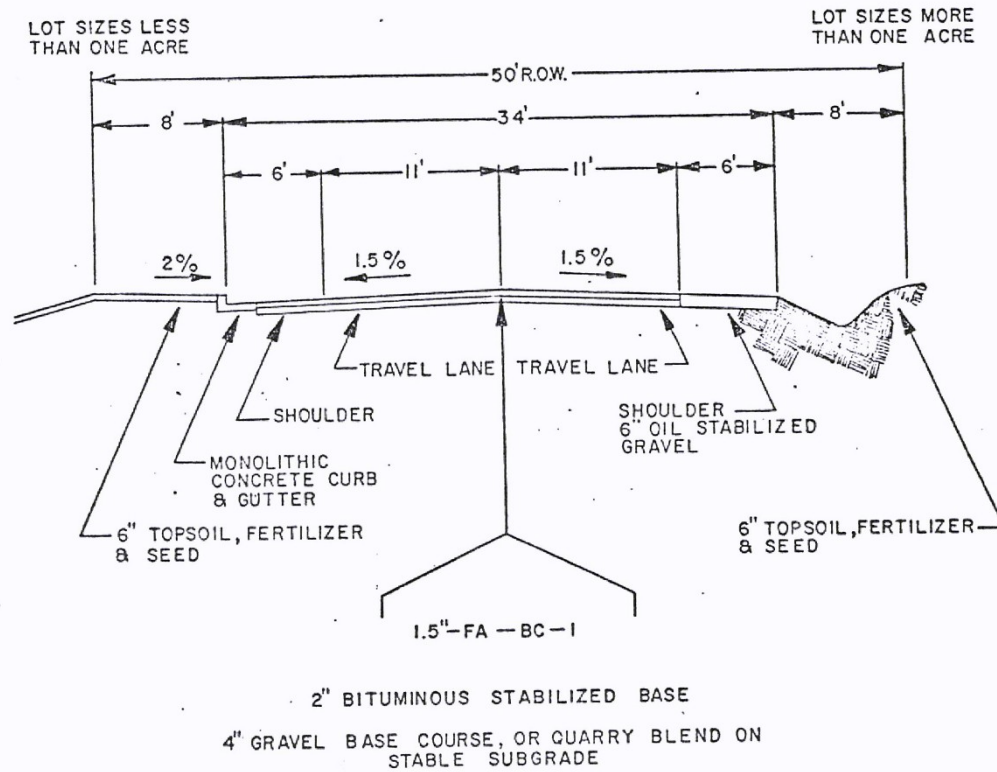 LOT SIZES LESS
THAN ONE ACRE
LOT SIZES MORE
THAN ONE ACRE
50' R.O.W.
8'
34'
8'
6'
11'
11'
6'
2%
1.5%
1.5%
TRAVEL LANE
TRAVEL LANE
SHOULDER
SHOULDER
6" OIL STABILIZED
GRAVEL
MONOLITHIC
CONCRETE CURB
& GUTTER
6" TOPSOIL, FERTILIZER
& SEED
6" TOPSOIL, FERTILIZER
& SEED
1.5"-FA-BC-1
2" BITUMINOUS STABILIZED BASE
4" GRAVEL BASE COURSE, OR QUARRY BLEND ON
STABLE SUBGRADE